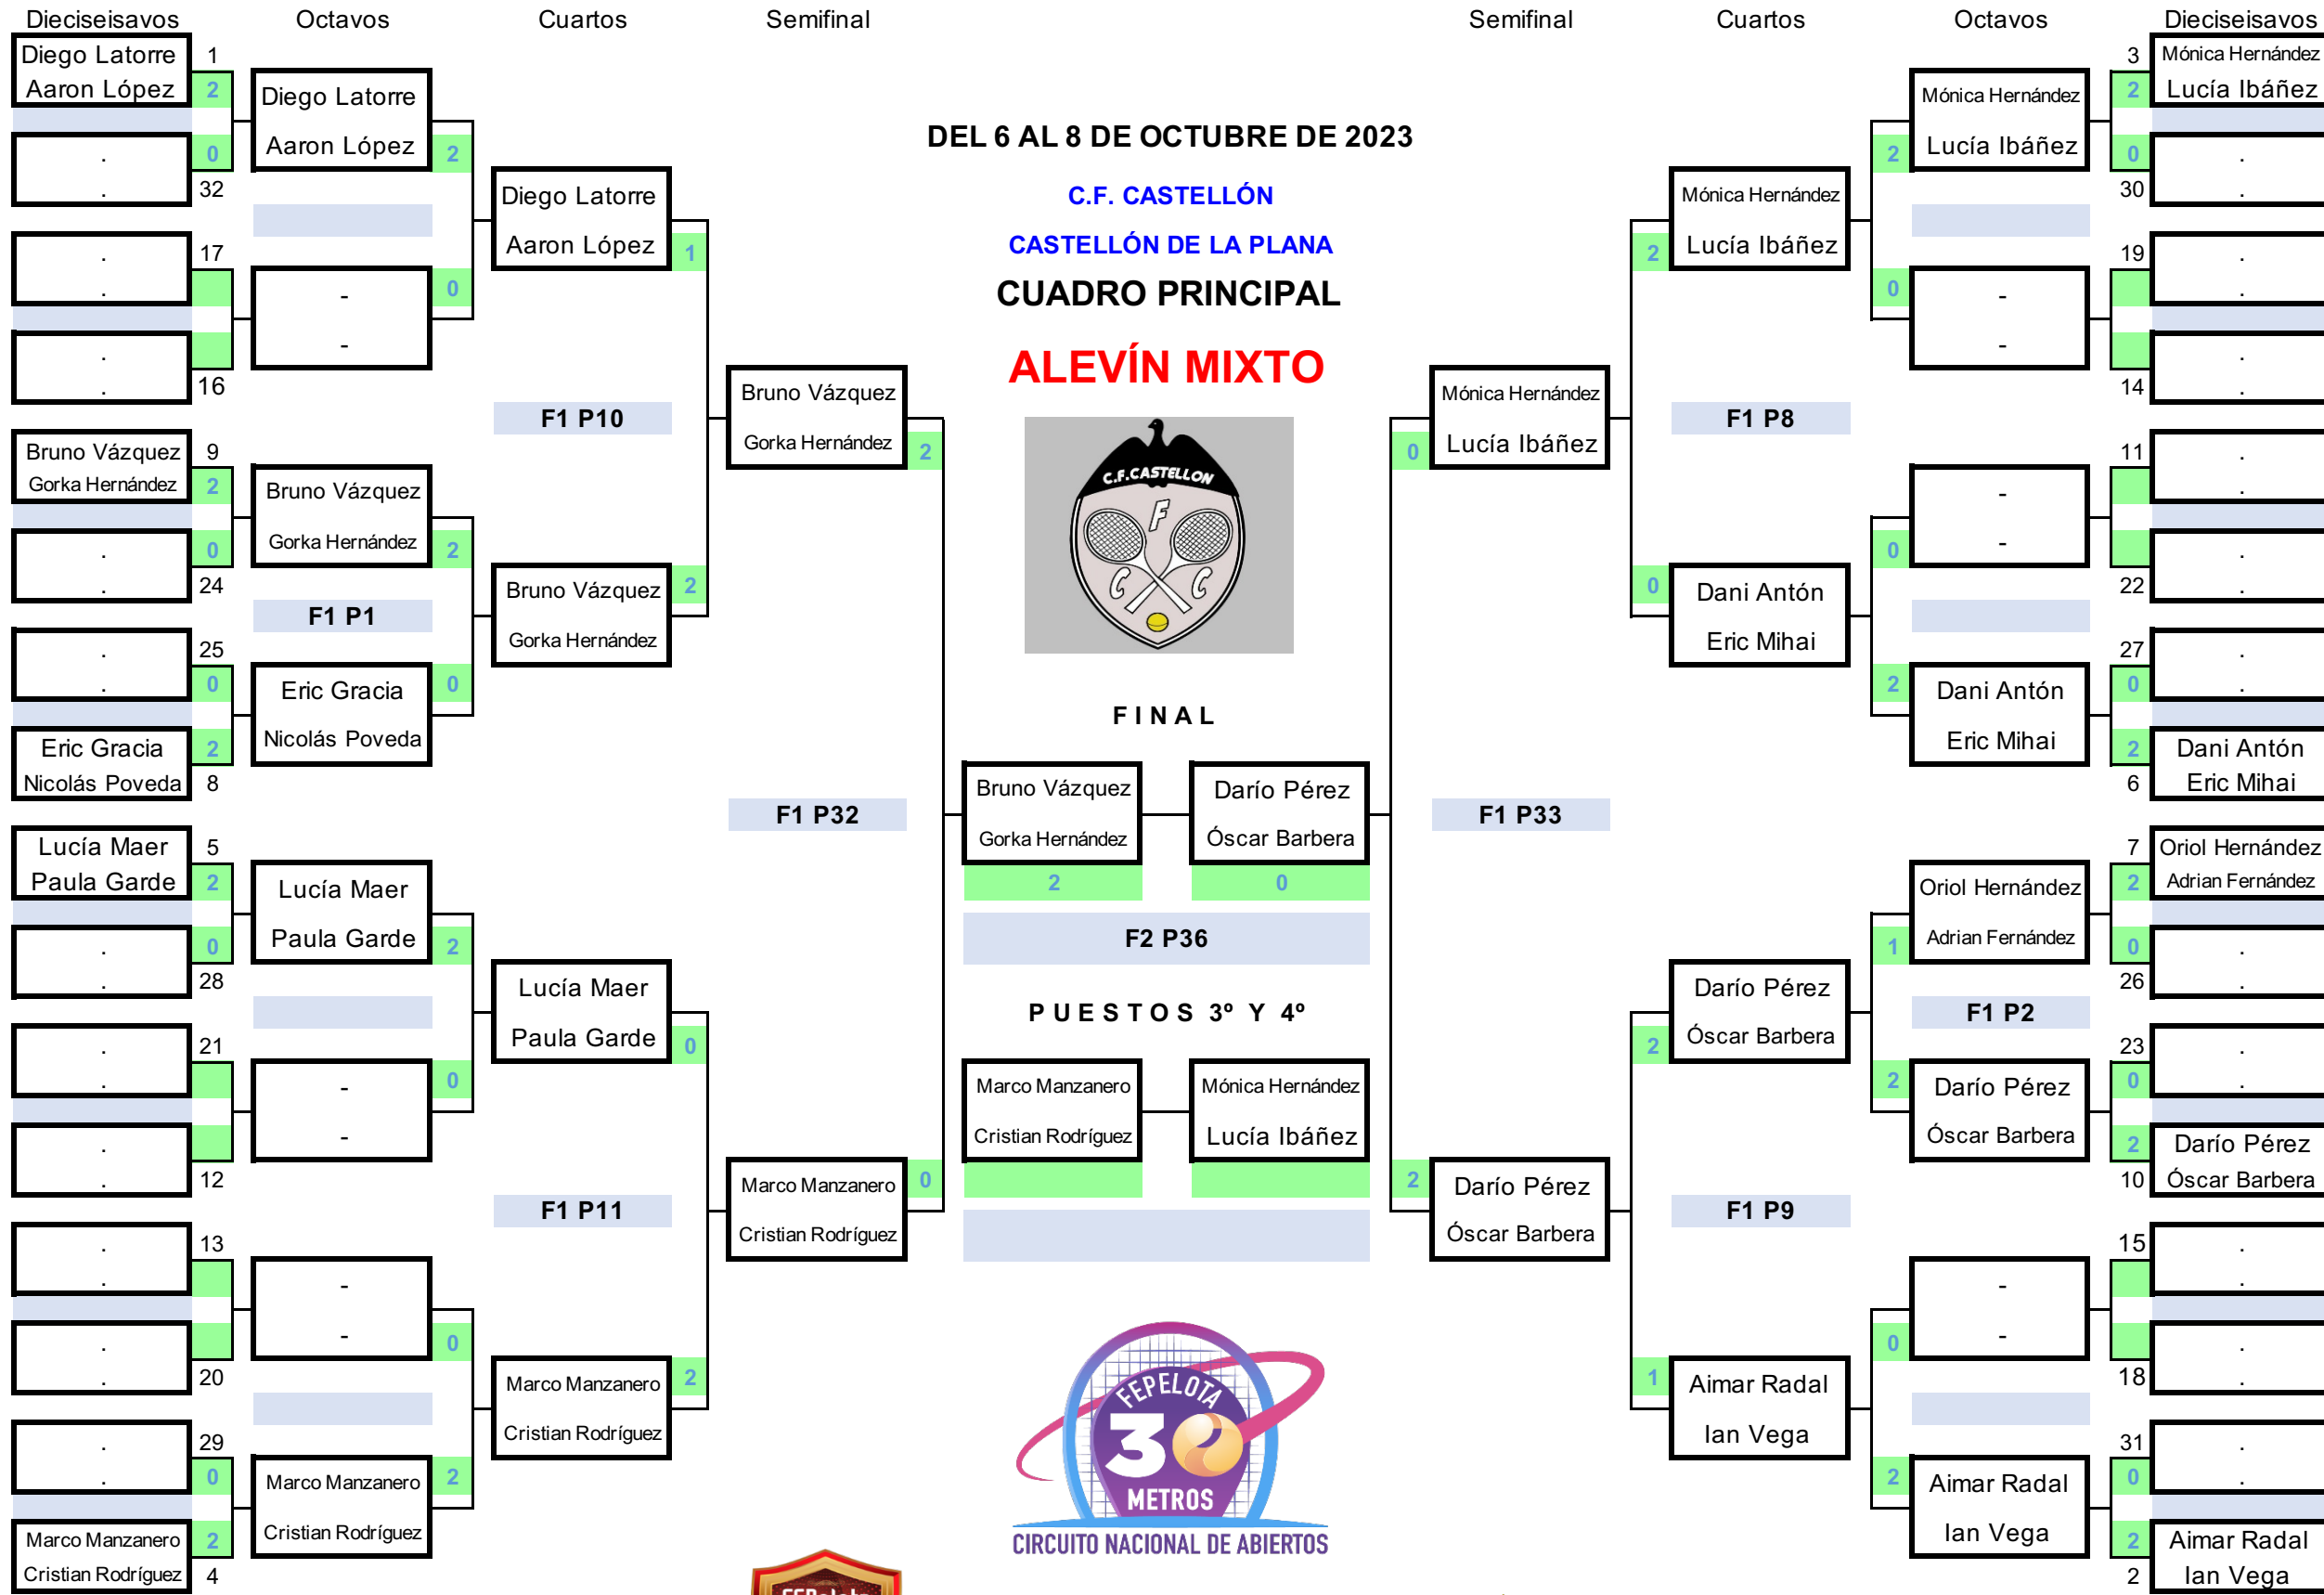 Dieciseisavos
Octavos
Cuartos
Semifinal
Semifinal
Cuartos
Octavos
Dieciseisavos
Diego Latorre
Aaron López
1
2
.
.
0
32
.
.
17
.
.
16
Bruno Vázquez
Gorka Hernández
9
2
.
.
0
24
.
.
25
0
Eric Gracia
Nicolás Poveda
2
8
Lucía Maer
Paula Garde
5
2
.
.
0
28
.
.
21
.
.
12
.
.
13
.
.
20
.
.
29
0
Marco Manzanero
Cristian Rodríguez
2
4
Diego Latorre
Aaron López
2
-
-
0
Bruno Vázquez
Gorka Hernández
2
F1 P1
Eric Gracia
Nicolás Poveda
0
Lucía Maer
Paula Garde
2
-
-
0
-
-
0
Marco Manzanero
Cristian Rodríguez
2
Diego Latorre
Aaron López
1
F1 P10
Bruno Vázquez
Gorka Hernández
2
Lucía Maer
Paula Garde
0
F1 P11
Marco Manzanero
Cristian Rodríguez
2
Bruno Vázquez
Gorka Hernández
2
F1 P32
Marco Manzanero
Cristian Rodríguez
0
DEL 6 AL 8 DE OCTUBRE DE 2023
C.F. CASTELLÓN
CASTELLÓN DE LA PLANA
CUADRO PRINCIPAL
ALEVÍN MIXTO
C.F.CASTELLON
F
C C
FINAL
Bruno Vázquez
Gorka Hernández
2
Darío Pérez
Óscar Barbera
0
F2 P36
PUESTOS 3º Y 4º
Marco Manzanero
Cristian Rodríguez
Mónica Hernández
Lucía Ibáñez
FEPELOTA
30
METROS
CIRCUITO NACIONAL DE ABIERTOS
Mónica Hernández
Lucía Ibáñez
0
F1 P33
Darío Pérez
Óscar Barbera
2
Mónica Hernández
Lucía Ibáñez
2
F1 P8
Dani Antón
Eric Mihai
0
Darío Pérez
Óscar Barbera
2
F1 P9
Aimar Radal
Ian Vega
1
Mónica Hernández
Lucía Ibáñez
2
-
-
0
-
-
0
Dani Antón
Eric Mihai
2
Oriol Hernández
Adrian Fernández
1
F1 P2
Darío Pérez
Óscar Barbera
2
-
-
0
Aimar Radal
Ian Vega
2
3
Mónica Hernández
2
Lucía Ibáñez
0
.
30
.
19
.
.
.
14
.
11
.
.
.
22
.
27
.
0
.
2
Dani Antón
6
Eric Mihai
7
Oriol Hernández
2
Adrian Fernández
0
.
26
.
23
.
0
.
2
Darío Pérez
10
Óscar Barbera
15
.
.
.
18
.
31
.
0
.
2
Aimar Radal
2
Ian Vega